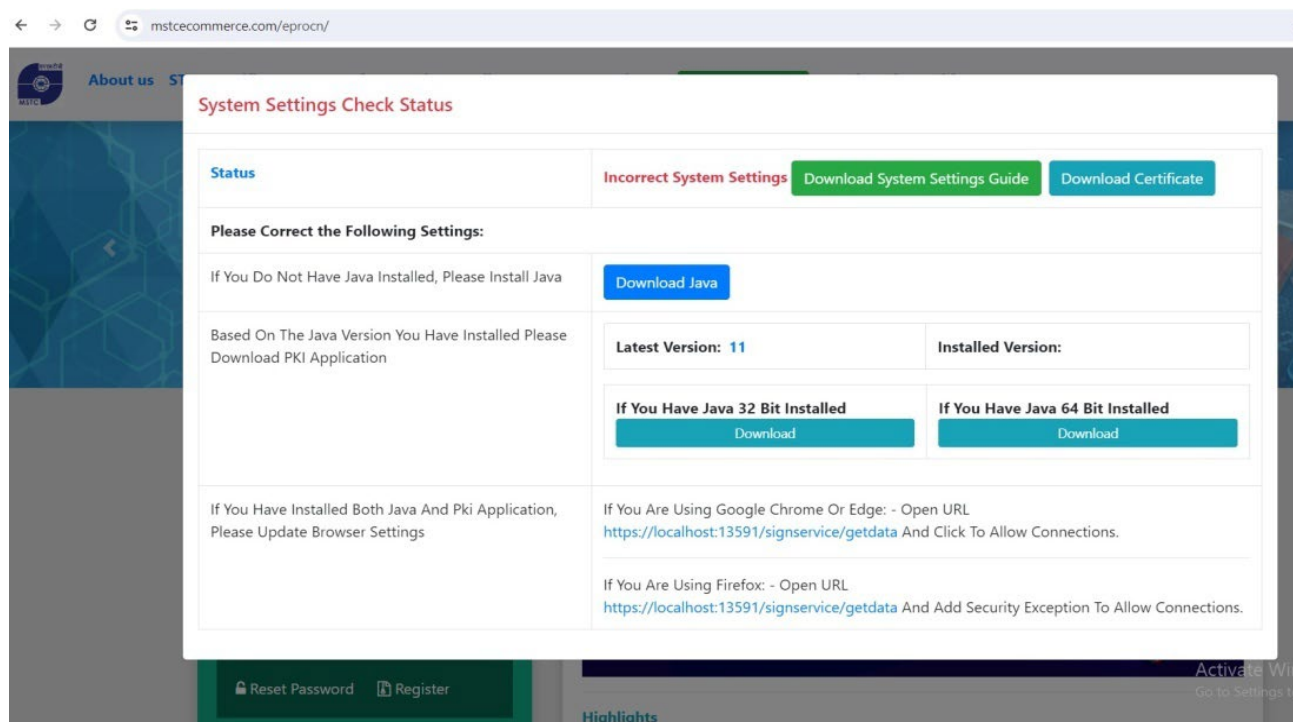 mstcecommerce.com/eprocn/
MSTC
About us
System Settings Check Status
Status
Incorrect System Settings Download System Settings Guide Download Certificate
Please Correct the Following Settings:
If You Do Not Have Java Installed, Please Install Java
Download Java
Based On The Java Version You Have Installed Please
Download PKI Application
Latest Version: 11
Installed Version:
If You Have Java 32 Bit Installed
Download
If You Have Java 64 Bit Installed
Download
If You Have Installed Both Java And Pki Application,
Please Update Browser Settings
If You Are Using Google Chrome Or Edge: - Open URL
https://localhost:13591/signservice/getdata And Click To Allow Connections.
If You Are Using Firefox: - Open URL
https://localhost:13591/signservice/getdata And Add Security Exception To Allow Connections.
Reset Password Register
Highlights
Activate
Go to Settings